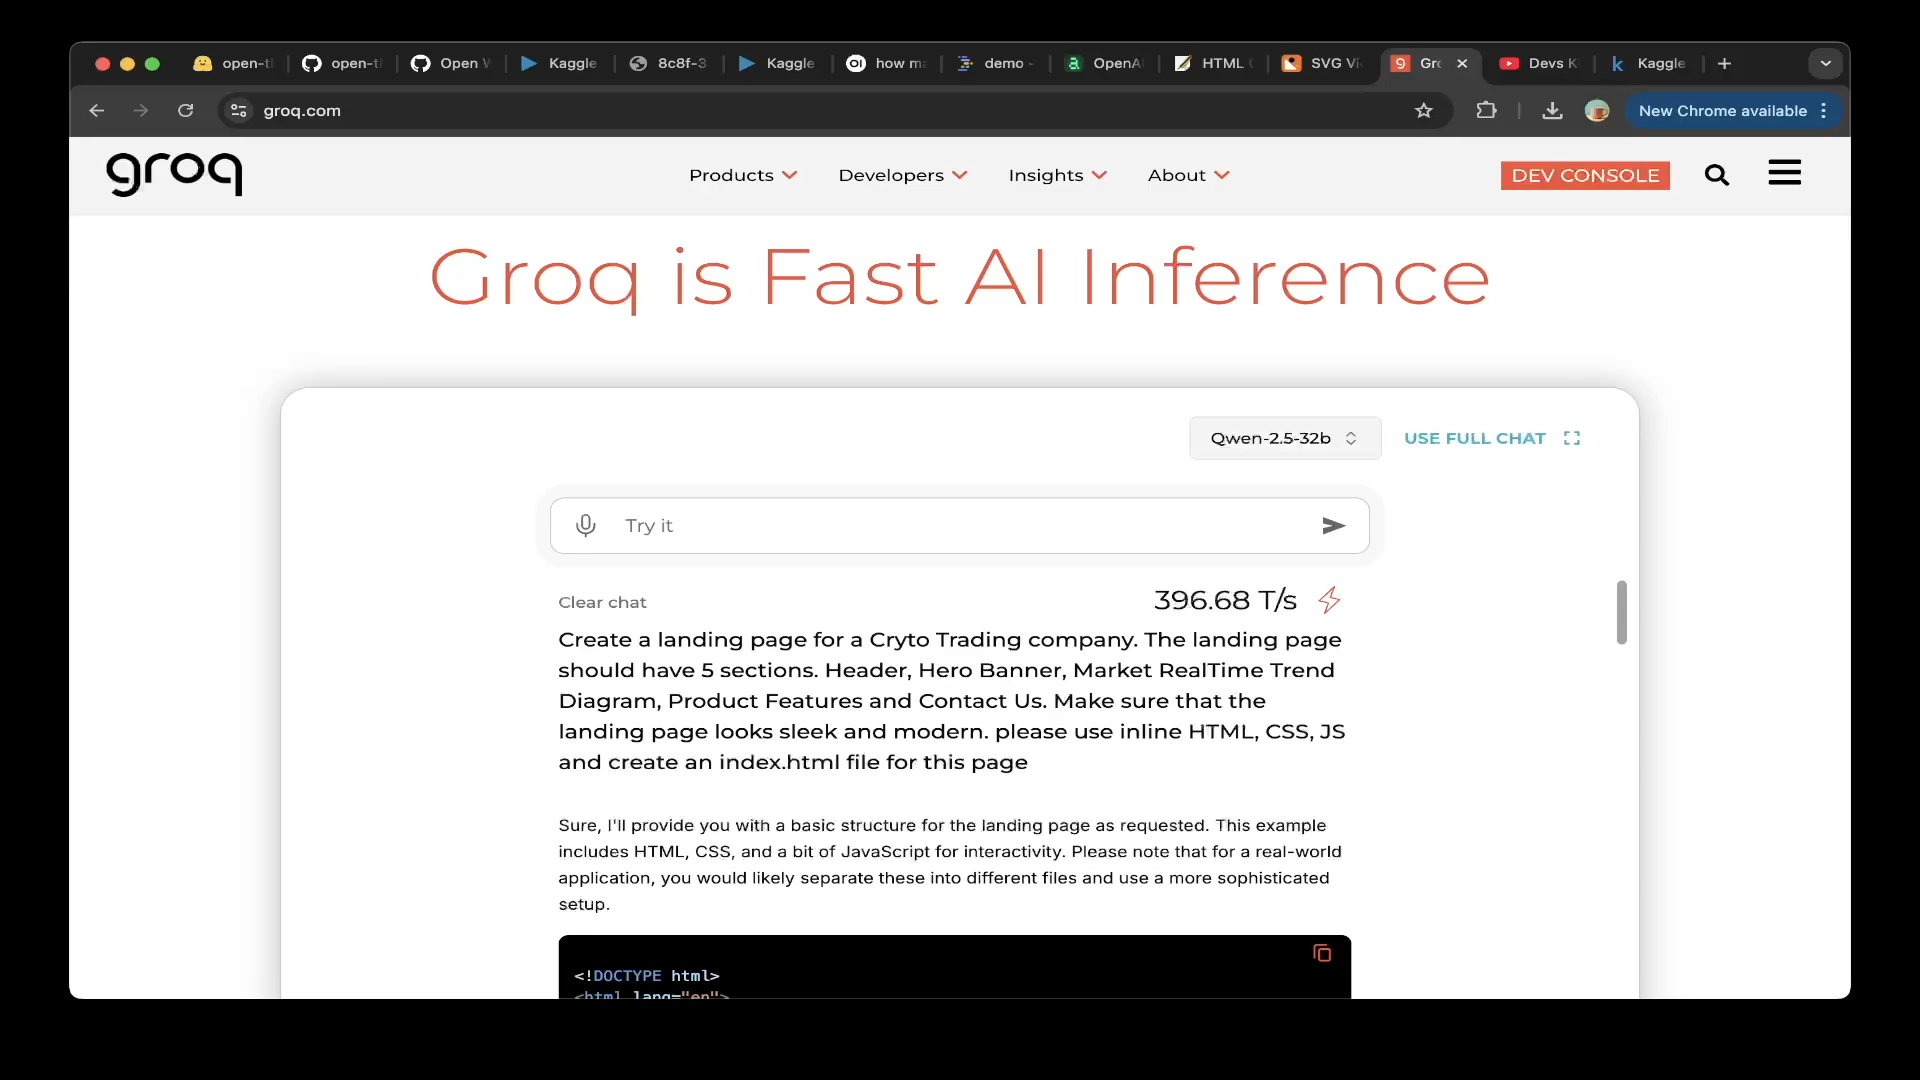 open-t
open-t
Open W
Kaggle
8c8f-3
Kaggle
how m
demo -
OpenA
HTML
SVG Vi
Gro
Devs K
Kaggle
groq.com
New Chrome available
groq
Products
Developers
Insights
About
DEV CONSOLE
Groq is Fast AI Inference
Qwen-2.5-32b
USE FULL CHAT
Try it
Clear chat
396.68 T/s
Create a landing page for a Cryto Trading company. The landing page
should have 5 sections. Header, Hero Banner, Market RealTime Trend
Diagram, Product Features and Contact Us. Make sure that the
landing page looks sleek and modern. please use inline HTML, CSS, JS
and create an index.html file for this page
Sure, I'll provide you with a basic structure for the landing page as requested. This example
includes HTML, CSS, and a bit of JavaScript for interactivity. Please note that for a real-world
application, you would likely separate these into different files and use a more sophisticated
setup.
<!DOCTYPE html>
<html lang="en">